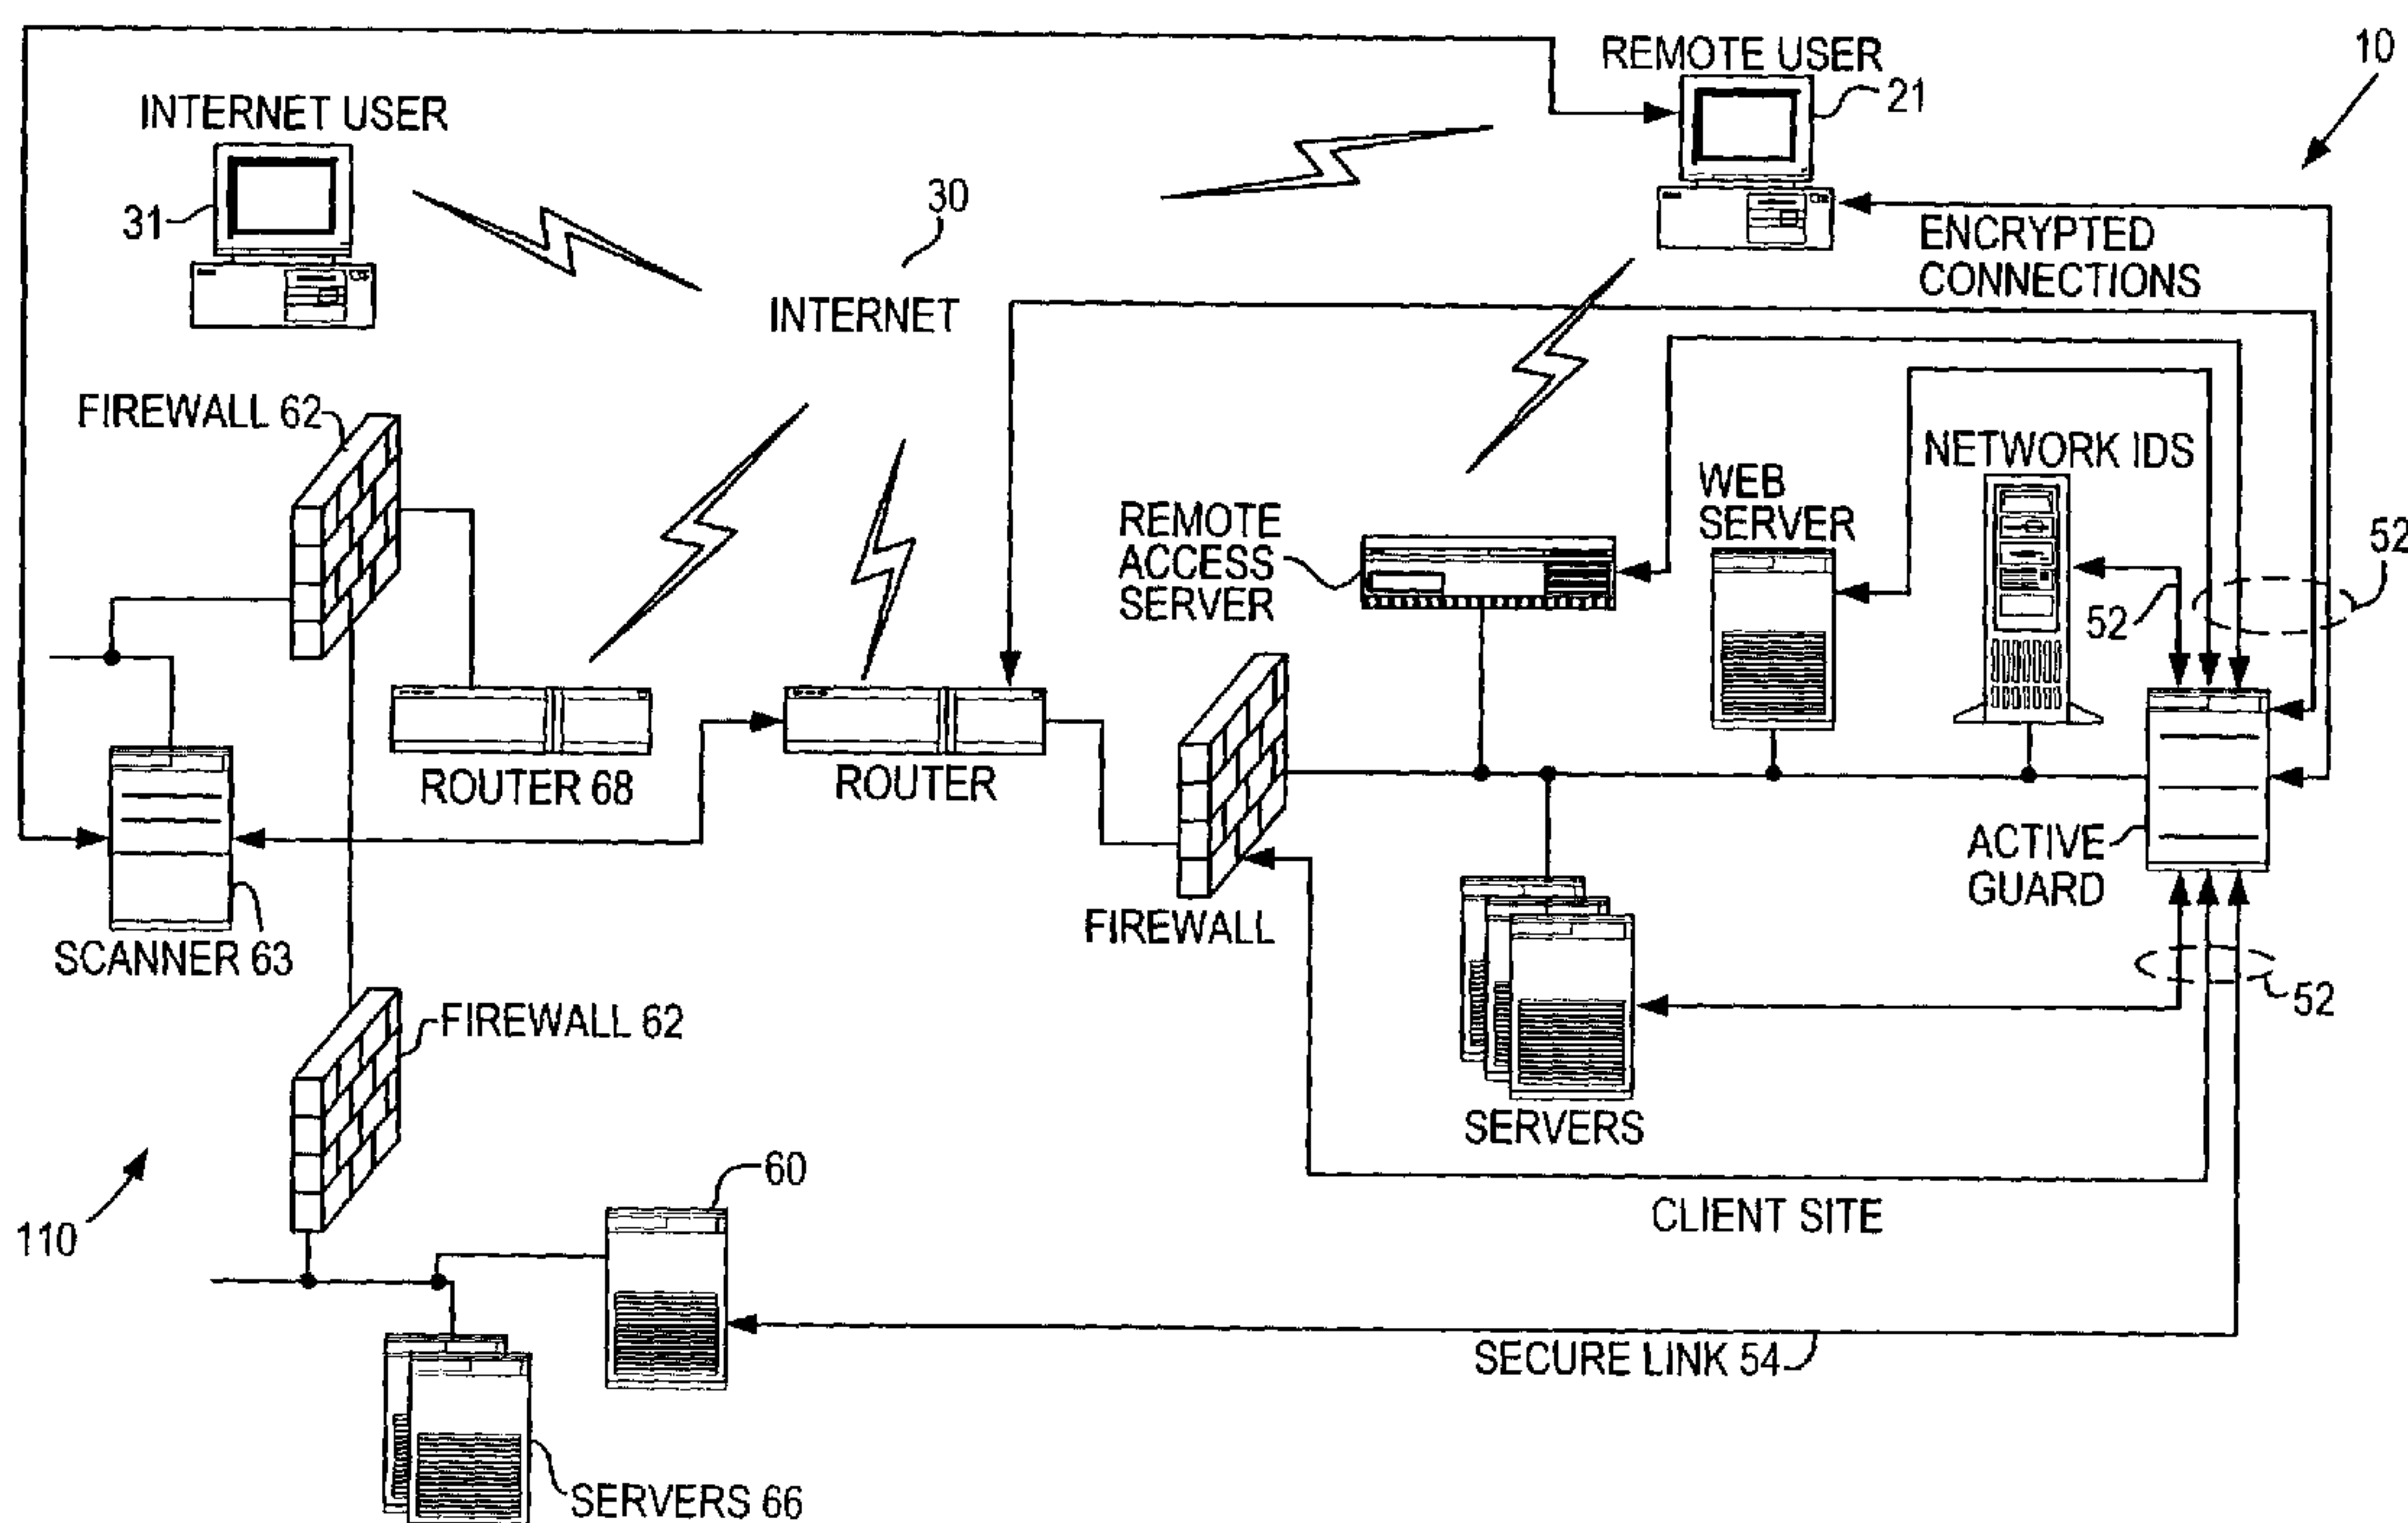 REMOTE USER
21
10
INTERNET USER
31
30
ENCRYPTED
CONNECTIONS
INTERNET
FIREWALL 62
NETWORK IDS
WEB
SERVER
REMOTE
ACCESS
SERVER
52
52
ROUTER 68
ROUTER
ACTIVE
GUARD
FIREWALL
SCANNER 63
52
FIREWALL 62
SERVERS
60
CLIENT SITE
110
SECURE LINK 54
SERVERS 66